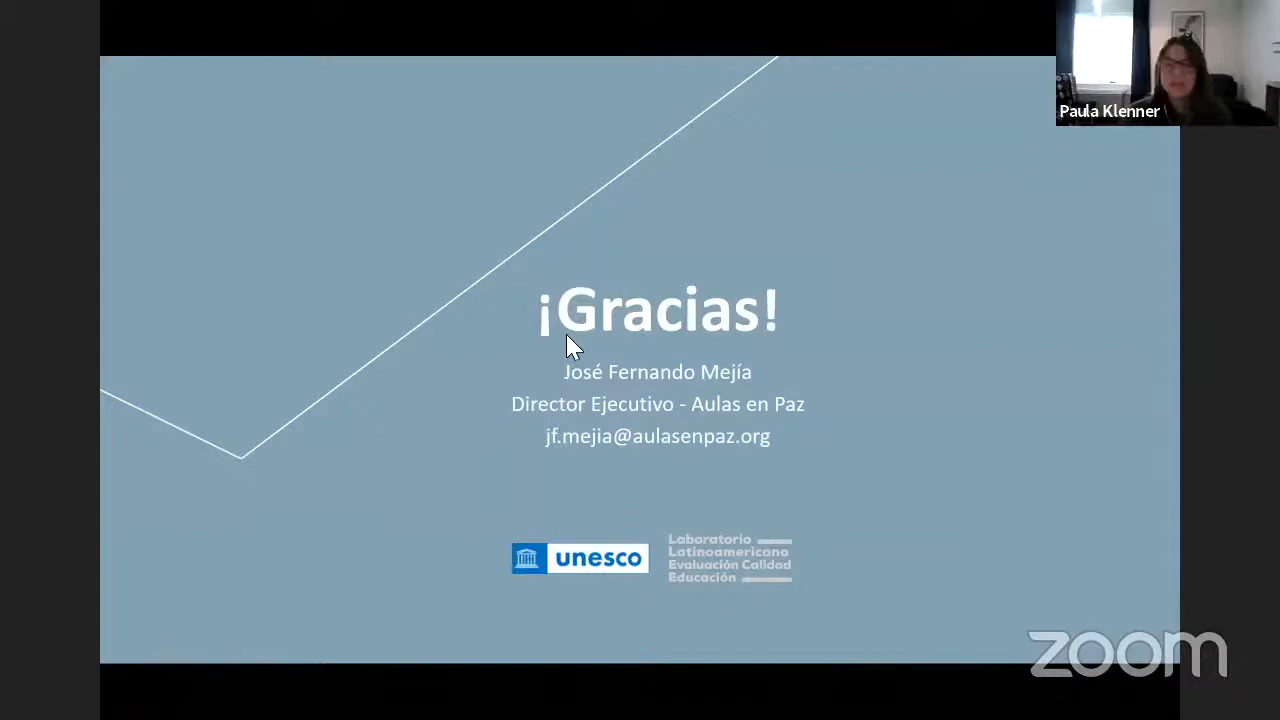 Paula Klenner
¡Gracias!
José Fernando Mejía
Director Ejecutivo - Aulas en Paz
jf.mejia@aulasenpaz.org
unesco
Laboratorio
Latinoamericano
Evaluación Calidad
Educación
zoom